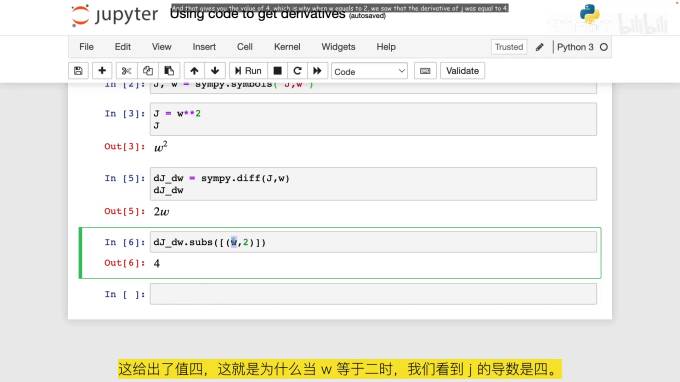 And that gives you the value of 4, which is why when w equals to 2, we saw that the derivative of j was equal to 4.
jupyter Using code to get derivatives (autosaved)
bilibili
File Edit View Insert Cell Kernel Widgets Help Trusted Python 3
Run Code Validate
In [2]: J, w = sympy.symbols('J,w')
In [3]: J = w**2
J
Out[3]: w²
In [5]: dJ_dw = sympy.diff(J,w)
dJ_dw
Out[5]: 2w
In [6]: dJ_dw.subs([(w,2)])
Out[6]: 4
In [ ]:
这给出了值四，这就是为什么当 w 等于二时，我们看到 j 的导数是四。